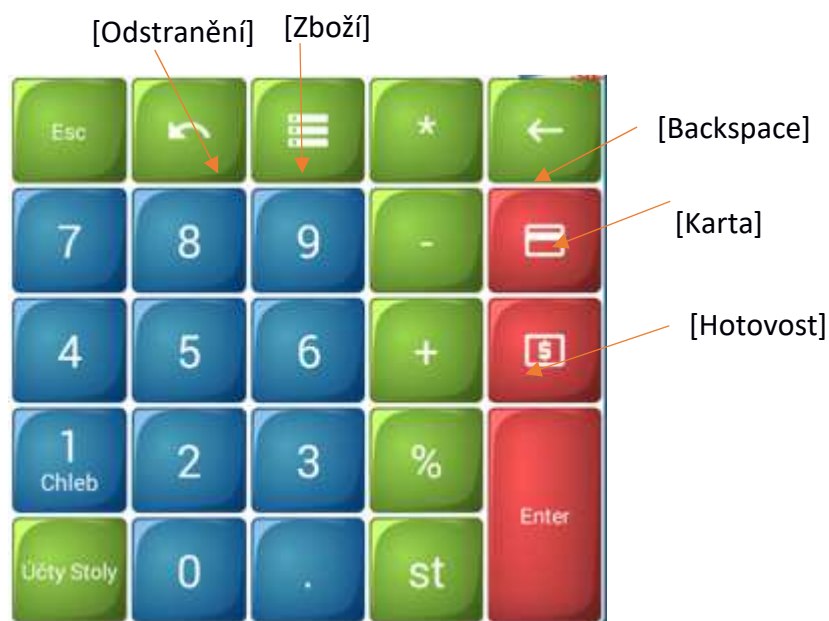 [Odstranění] [Zboží]
Esc * ←
[Backspace]
7 8 9 -
[Karta]
4 5 6 + $
[Hotovost]
1 2 3 %
Chleb
Enter
Účty Stoly 0 . st